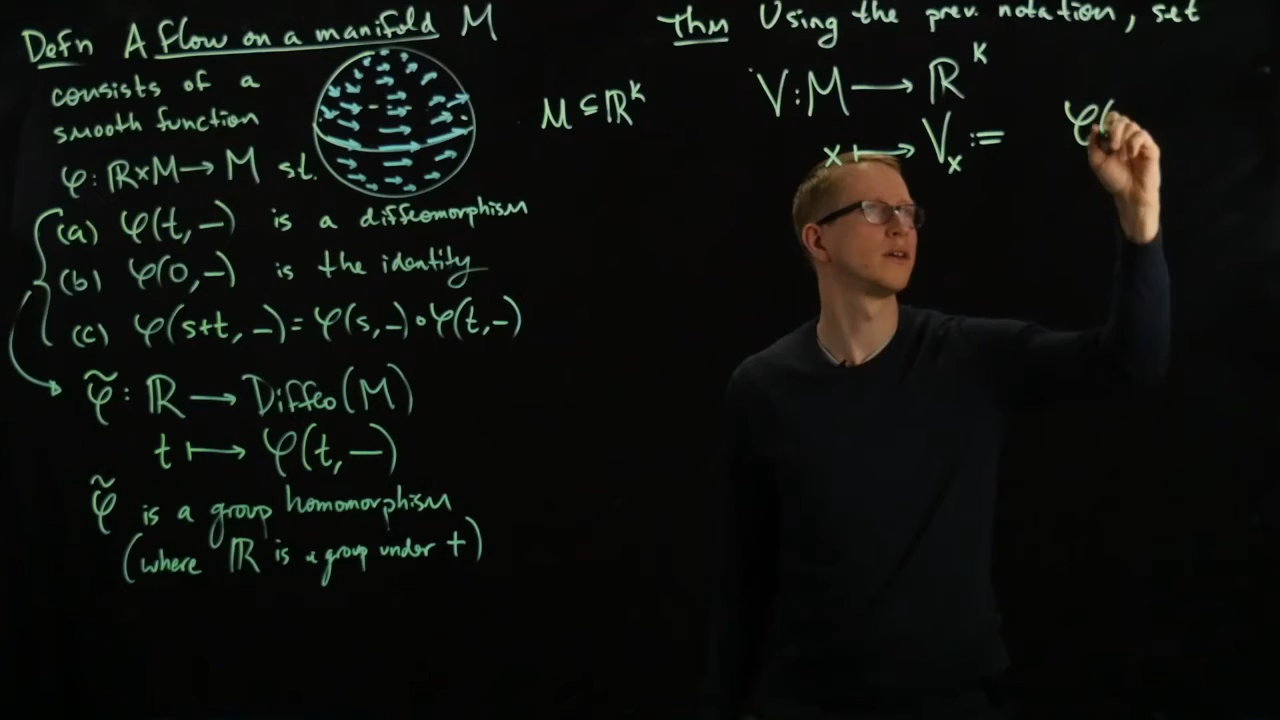 Defn A flow on a manifold M
consists of a
smooth function
φ: ℝ×M → M s.t.
(a) φ(t, –) is a diffeomorphism
(b) φ(0, –) is the identity
(c) φ(s+t, –) = φ(s, –) ∘ φ(t, –)
φ̃: ℝ → Diffeo(M)
t ↦ φ(t, –)
φ̃ is a group homomorphism
(where ℝ is a group under +)
M ⊆ ℝᵏ
Thm Using the prev. notation, set
V: M → ℝᵏ
x ↦ Vₓ := φ(